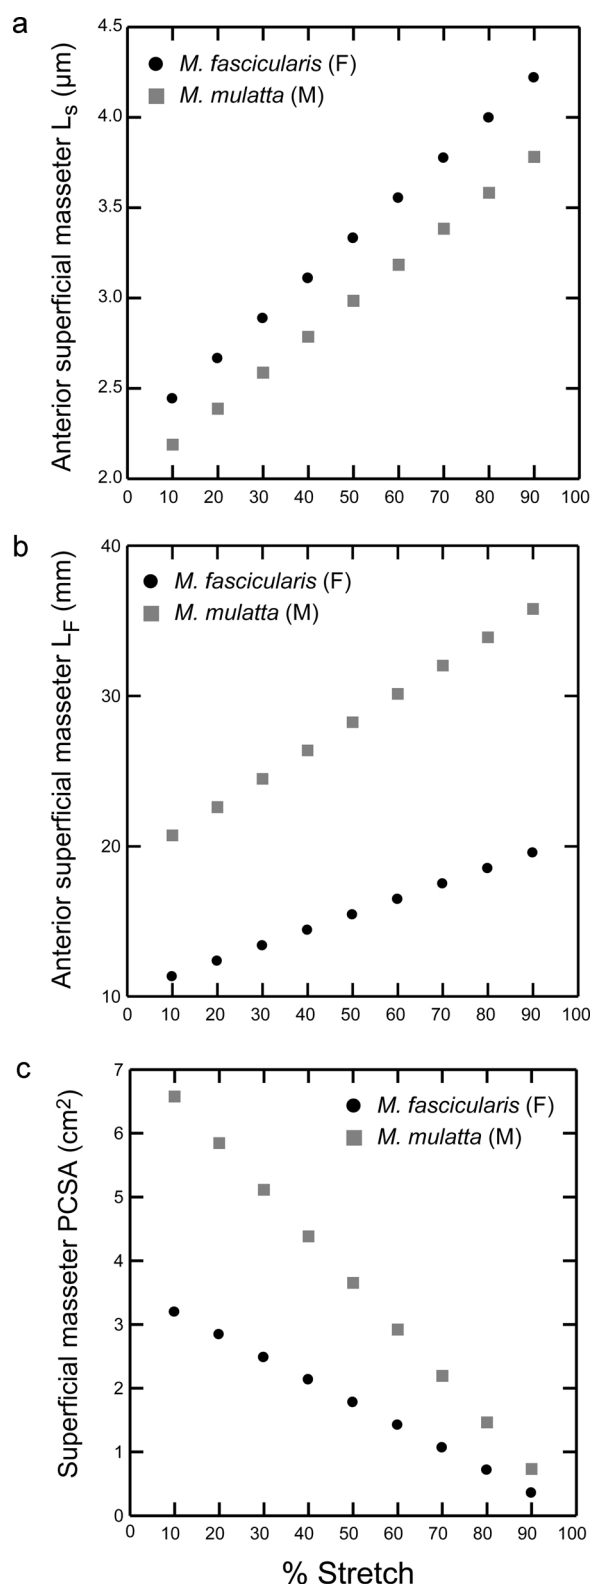 a
Anterior superficial masseter Ls (µm)
4.5
4.0
3.5
3.0
2.5
2.0
M. fascicularis (F)
M. mulatta (M)
0 10 20 30 40 50 60 70 80 90 100
b
Anterior superficial masseter LF (mm)
40
30
20
10
M. fascicularis (F)
M. mulatta (M)
0 10 20 30 40 50 60 70 80 90 100
c
Superficial masseter PCSA (cm²)
7
6
5
4
3
2
1
0
M. fascicularis (F)
M. mulatta (M)
0 10 20 30 40 50 60 70 80 90 100
% Stretch